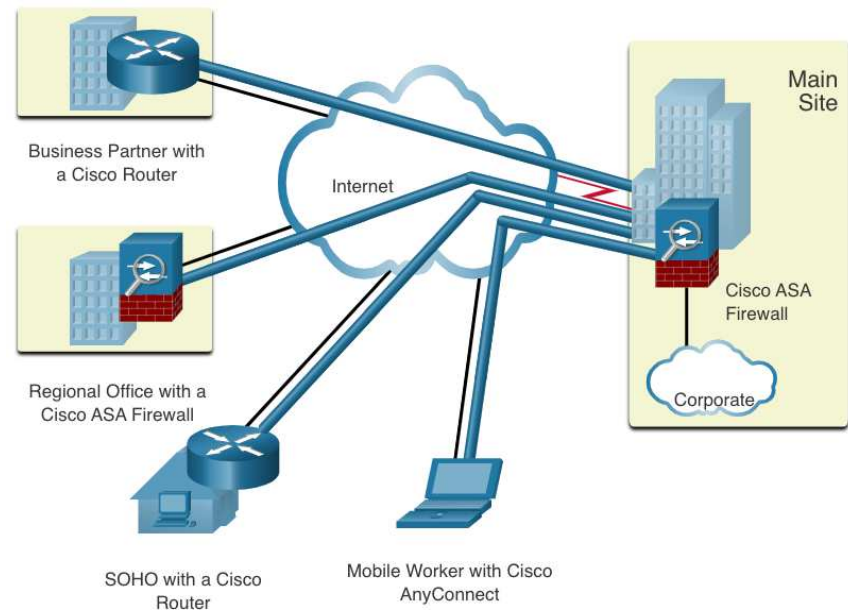 Main
Site
Business Partner with
a Cisco Router
Internet
Cisco ASA
Firewall
Regional Office with a
Cisco ASA Firewall
Corporate
SOHO with a Cisco
Router
Mobile Worker with Cisco
AnyConnect